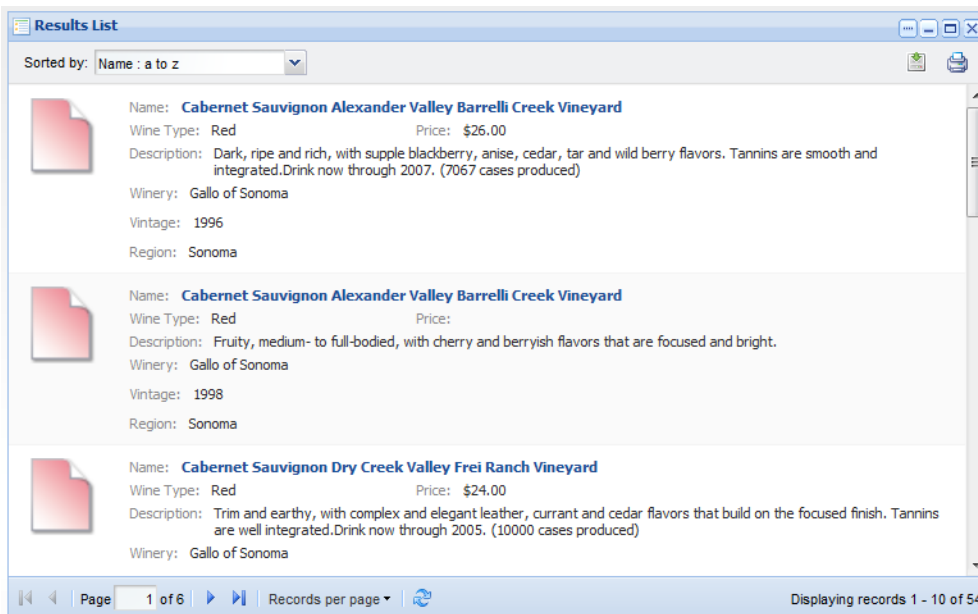 Results List
Sorted by: Name : a to z
Name: Cabernet Sauvignon Alexander Valley Barrelli Creek Vineyard
Wine Type: Red Price: $26.00
Description: Dark, ripe and rich, with supple blackberry, anise, cedar, tar and wild berry flavors. Tannins are smooth and
integrated.Drink now through 2007. (7067 cases produced)
Winery: Gallo of Sonoma
Vintage: 1996
Region: Sonoma
Name: Cabernet Sauvignon Alexander Valley Barrelli Creek Vineyard
Wine Type: Red Price:
Description: Fruity, medium- to full-bodied, with cherry and berryish flavors that are focused and bright.
Winery: Gallo of Sonoma
Vintage: 1998
Region: Sonoma
Name: Cabernet Sauvignon Dry Creek Valley Frei Ranch Vineyard
Wine Type: Red Price: $24.00
Description: Trim and earthy, with complex and elegant leather, currant and cedar flavors that build on the focused finish. Tannins
are well integrated.Drink now through 2005. (10000 cases produced)
Winery: Gallo of Sonoma
Page 1 of 6 Records per page Displaying records 1 - 10 of 54